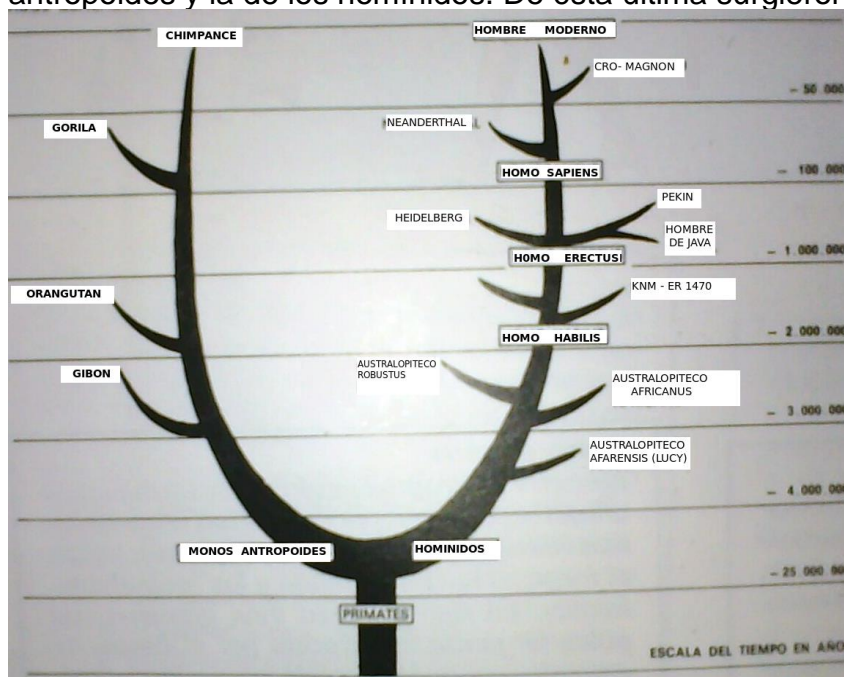 antropoides y la de los homínidos. De esta última
CHIMPANCE
HOMBRE MODERNO
CRO- MAGNON
- 50.000
GORILA
NEANDERTHAL
HOMO SAPIENS
- 100.000
PEKIN
HEIDELBERG
HOMBRE
DE JAVA
- 1.000.000
H0MO ERECTUS
KNM - ER 1470
ORANGUTAN
- 2 000 000
HOMO HABILIS
AUSTRALOPITECO
ROBUSTUS
GIBON
AUSTRALOPITECO
AFRICANUS
- 3 000 000
AUSTRALOPITECO
AFARENSIS (LUCY)
- 4 000 000
MONOS ANTROPOIDES
HOMINIDOS
- 25 000 00
PRIMATES
ESCALA DEL TIEMPO EN AÑO